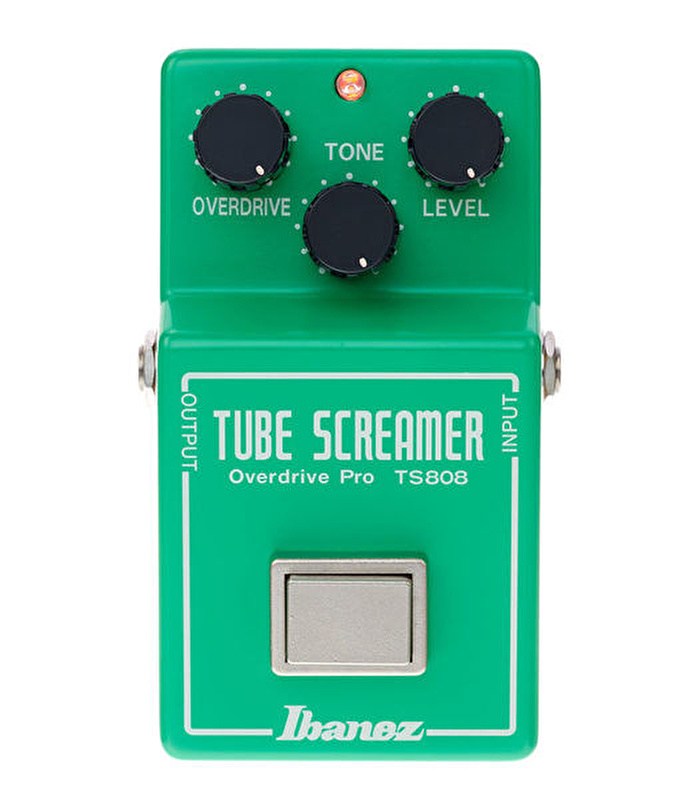 TONE
OVERDRIVE
LEVEL
OUTPUT
INPUT
TUBE SCREAMER
Overdrive Pro TS808
Ibanez